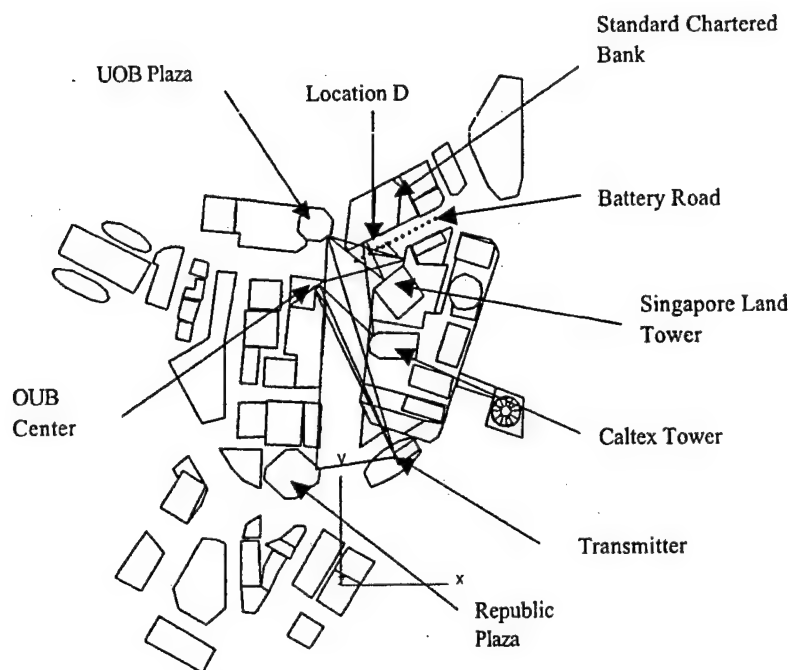 Standard Chartered
Bank
UOB Plaza
Location D
Battery Road
Singapore Land
Tower
OUB
Center
Caltex Tower
Y
Transmitter
x
Republic
Plaza